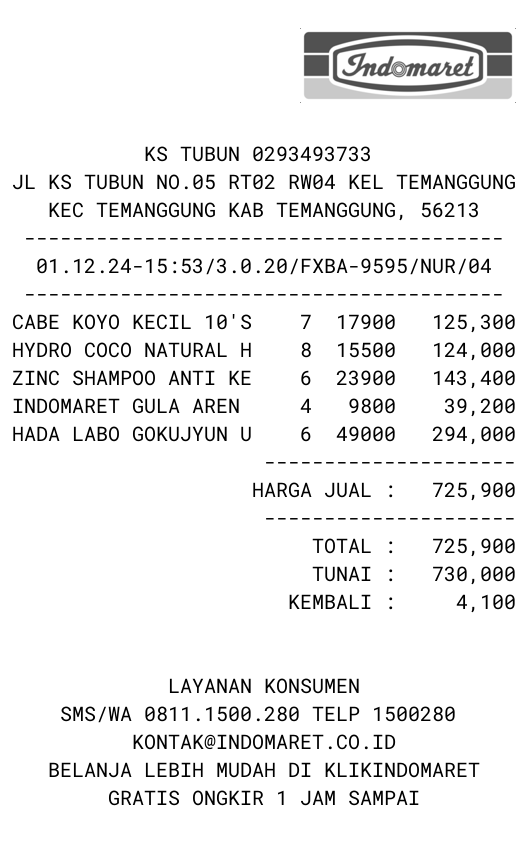 Indomaret
KS TUBUN 0293493733
JL KS TUBUN NO.05 RT02 RW04 KEL TEMANGGUNG
KEC TEMANGGUNG KAB TEMANGGUNG, 56213
----------------------------------------
01.12.24-15:53/3.0.20/FXBA-9595/NUR/04
----------------------------------------
CABE KOYO KECIL 10'S 7 17900 125,300
HYDRO COCO NATURAL H 8 15500 124,000
ZINC SHAMPOO ANTI KE 6 23900 143,400
INDOMARET GULA AREN 4 9800 39,200
HADA LABO GOKUJYUN U 6 49000 294,000
---------------------
HARGA JUAL : 725,900
---------------------
TOTAL : 725,900
TUNAI : 730,000
KEMBALI : 4,100
LAYANAN KONSUMEN
SMS/WA 0811.1500.280 TELP 1500280
KONTAK@INDOMARET.CO.ID
BELANJA LEBIH MUDAH DI KLIKINDOMARET
GRATIS ONGKIR 1 JAM SAMPAI